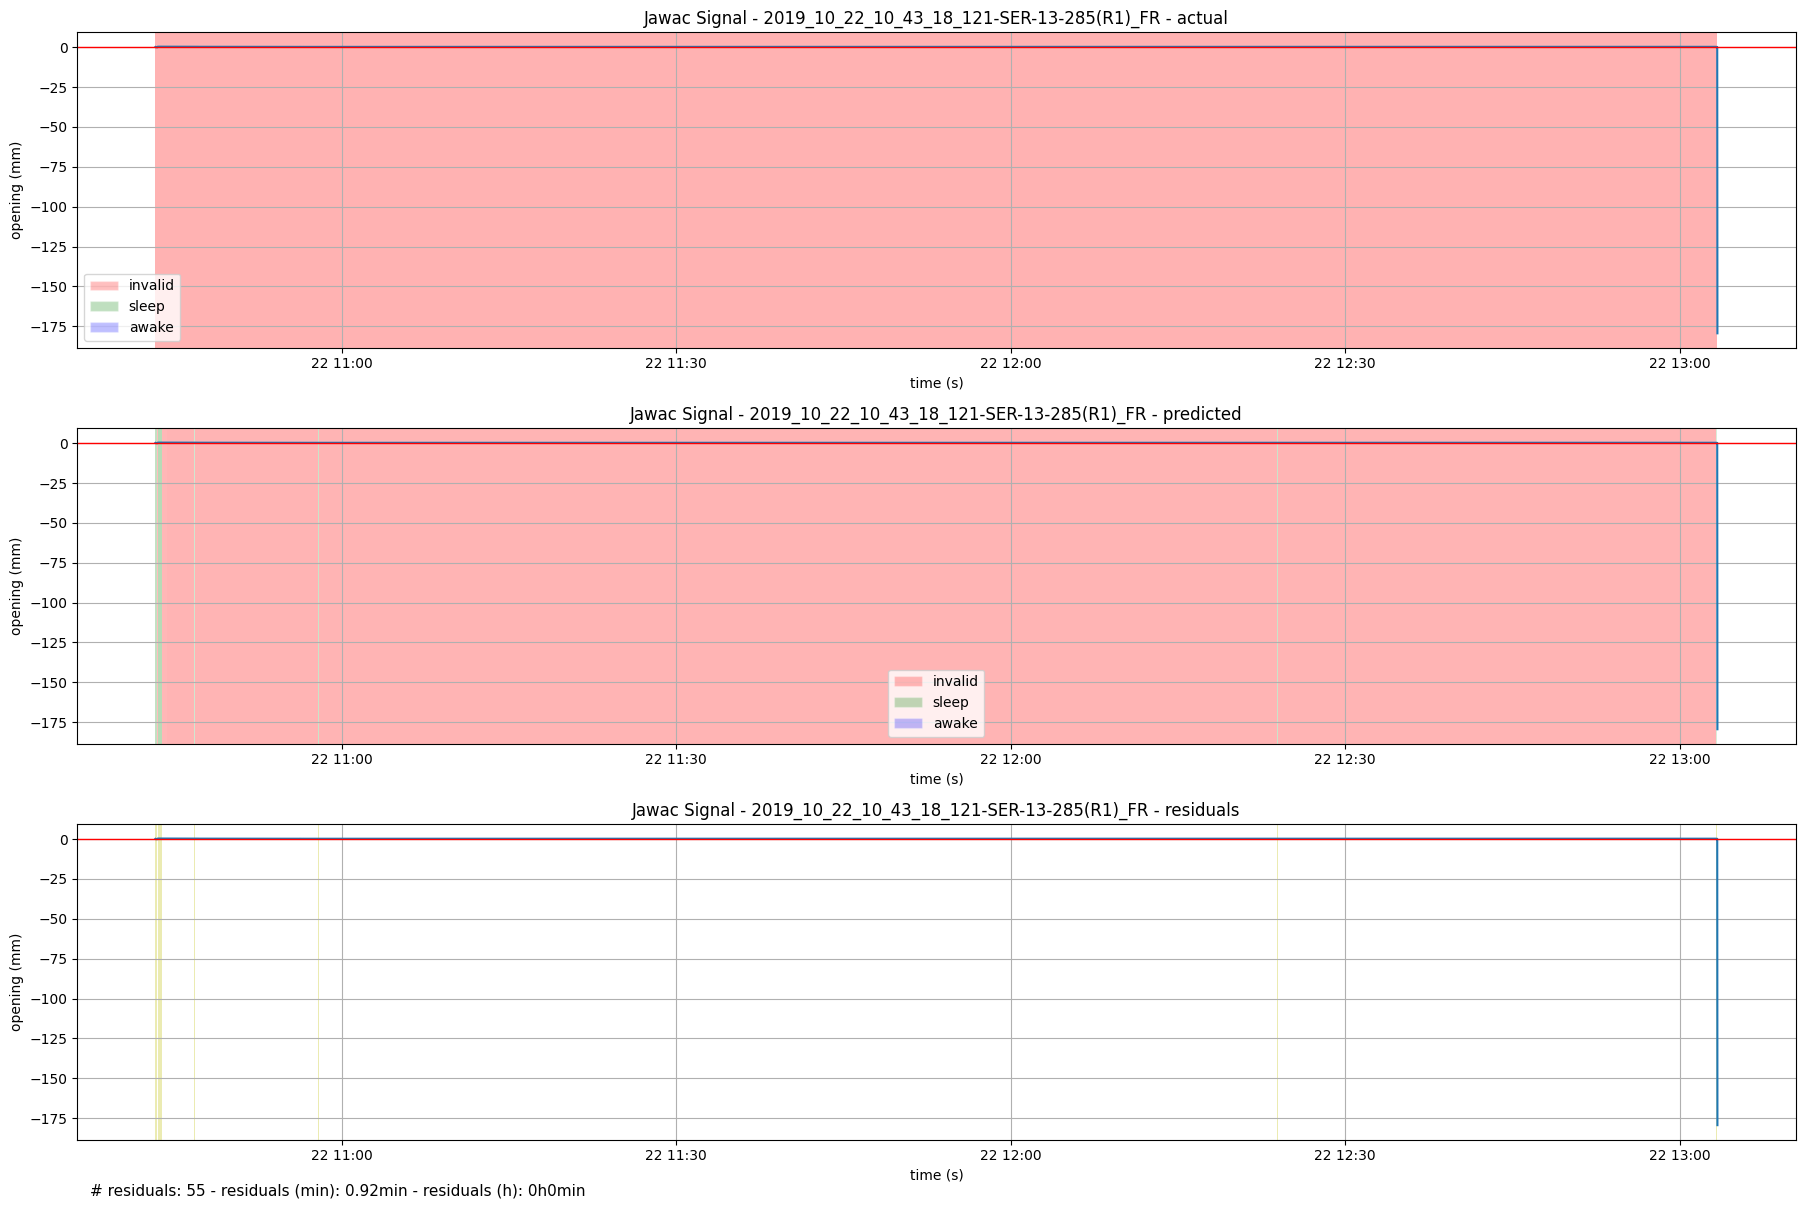 Jawac Signal - 2019_10_22_10_43_18_121-SER-13-285(R1)_FR - actual
opening (mm)
0
−25
−50
−75
−100
−125
−150
−175
invalid
sleep
awake
22 11:00
22 11:30
22 12:00
22 12:30
22 13:00
time (s)
Jawac Signal - 2019_10_22_10_43_18_121-SER-13-285(R1)_FR - predicted
opening (mm)
0
−25
−50
−75
−100
−125
−150
−175
invalid
sleep
awake
22 11:00
22 11:30
22 12:00
22 12:30
22 13:00
time (s)
Jawac Signal - 2019_10_22_10_43_18_121-SER-13-285(R1)_FR - residuals
opening (mm)
0
−25
−50
−75
−100
−125
−150
−175
22 11:00
22 11:30
22 12:00
22 12:30
22 13:00
time (s)
# residuals: 55 - residuals (min): 0.92min - residuals (h): 0h0min